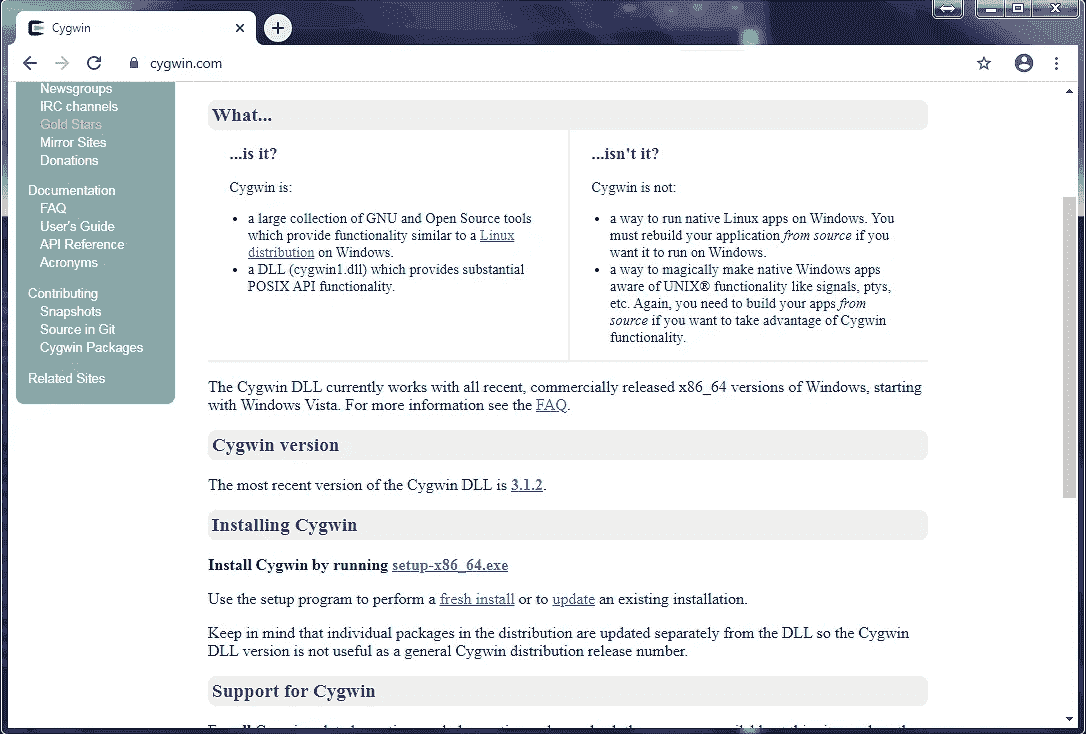 Cygwin
cygwin.com
Newsgroups
IRC channels
Gold Stars
Mirror Sites
Donations
Documentation
FAQ
User's Guide
API Reference
Acronyms
Contributing
Snapshots
Source in Git
Cygwin Packages
Related Sites
What...
...is it?
Cygwin is:
• a large collection of GNU and Open Source tools
which provide functionality similar to a Linux
distribution on Windows.
• a DLL (cygwin1.dll) which provides substantial
POSIX API functionality.
...isn't it?
Cygwin is not:
• a way to run native Linux apps on Windows. You
must rebuild your application from source if you
want it to run on Windows.
• a way to magically make native Windows apps
aware of UNIX® functionality like signals, ptys,
etc. Again, you need to build your apps from
source if you want to take advantage of Cygwin
functionality.
The Cygwin DLL currently works with all recent, commercially released x86_64 versions of Windows, starting
with Windows Vista. For more information see the FAQ.
Cygwin version
The most recent version of the Cygwin DLL is 3.1.2.
Installing Cygwin
Install Cygwin by running setup-x86_64.exe
Use the setup program to perform a fresh install or to update an existing installation.
Keep in mind that individual packages in the distribution are updated separately from the DLL so the Cygwin
DLL version is not useful as a general Cygwin distribution release number.
Support for Cygwin